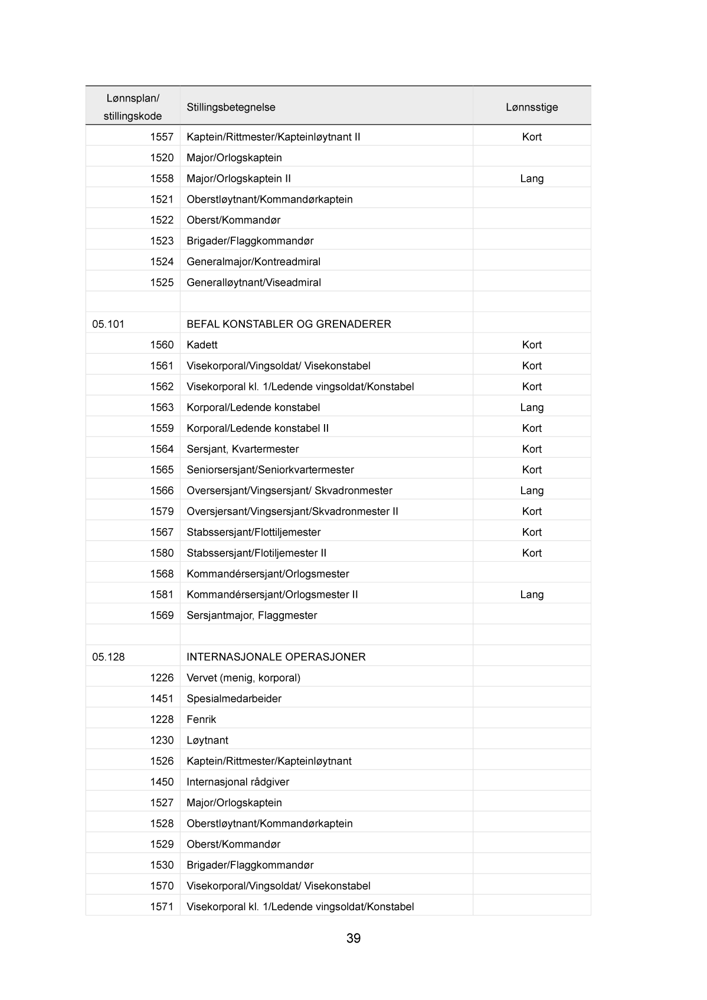 Lønnsplan/
stillingskode Stillingsbetegnelse Lønnsstige
1557 Kaptein/Rittmester/Kapteinløytnant II Kort
1520 Major/Orlogskaptein
1558 Major/Orlogskaptein II Lang
1521 Oberstløytnant/Kommandørkaptein
1522 Oberst/Kommandør
1523 Brigader/Flaggkommandør
1524 Generalmajor/Kontreadmiral
1525 Generalløytnant/Viseadmiral
05.101 BEFAL KONSTABLER OG GRENADERER
1560 Kadett Kort
1561 Visekorporal/Vingsoldat/ Visekonstabel Kort
1562 Visekorporal kl. 1/Ledende vingsoldat/Konstabel Kort
1563 Korporal/Ledende konstabel Lang
1559 Korporal/Ledende konstabel II Kort
1564 Sersjant, Kvartermester Kort
1565 Seniorsersjant/Seniorkvartermester Kort
1566 Oversersjant/Vingsersjant/ Skvadronmester Lang
1579 Oversjersant/Vingsersjant/Skvadronmester II Kort
1567 Stabssersjant/Flottiljemester Kort
1580 Stabssersjant/Flotiljemester II Kort
1568 Kommandérsersjant/Orlogsmester
1581 Kommandérsersjant/Orlogsmester II Lang
1569 Sersjantmajor, Flaggmester
05.128 INTERNASJONALE OPERASJONER
1226 Vervet (menig, korporal)
1451 Spesialmedarbeider
1228 Fenrik
1230 Løytnant
1526 Kaptein/Rittmester/Kapteinløytnant
1450 Internasjonal rådgiver
1527 Major/Orlogskaptein
1528 Oberstløytnant/Kommandørkaptein
1529 Oberst/Kommandør
1530 Brigader/Flaggkommandør
1570 Visekorporal/Vingsoldat/ Visekonstabel
1571 Visekorporal kl. 1/Ledende vingsoldat/Konstabel
39